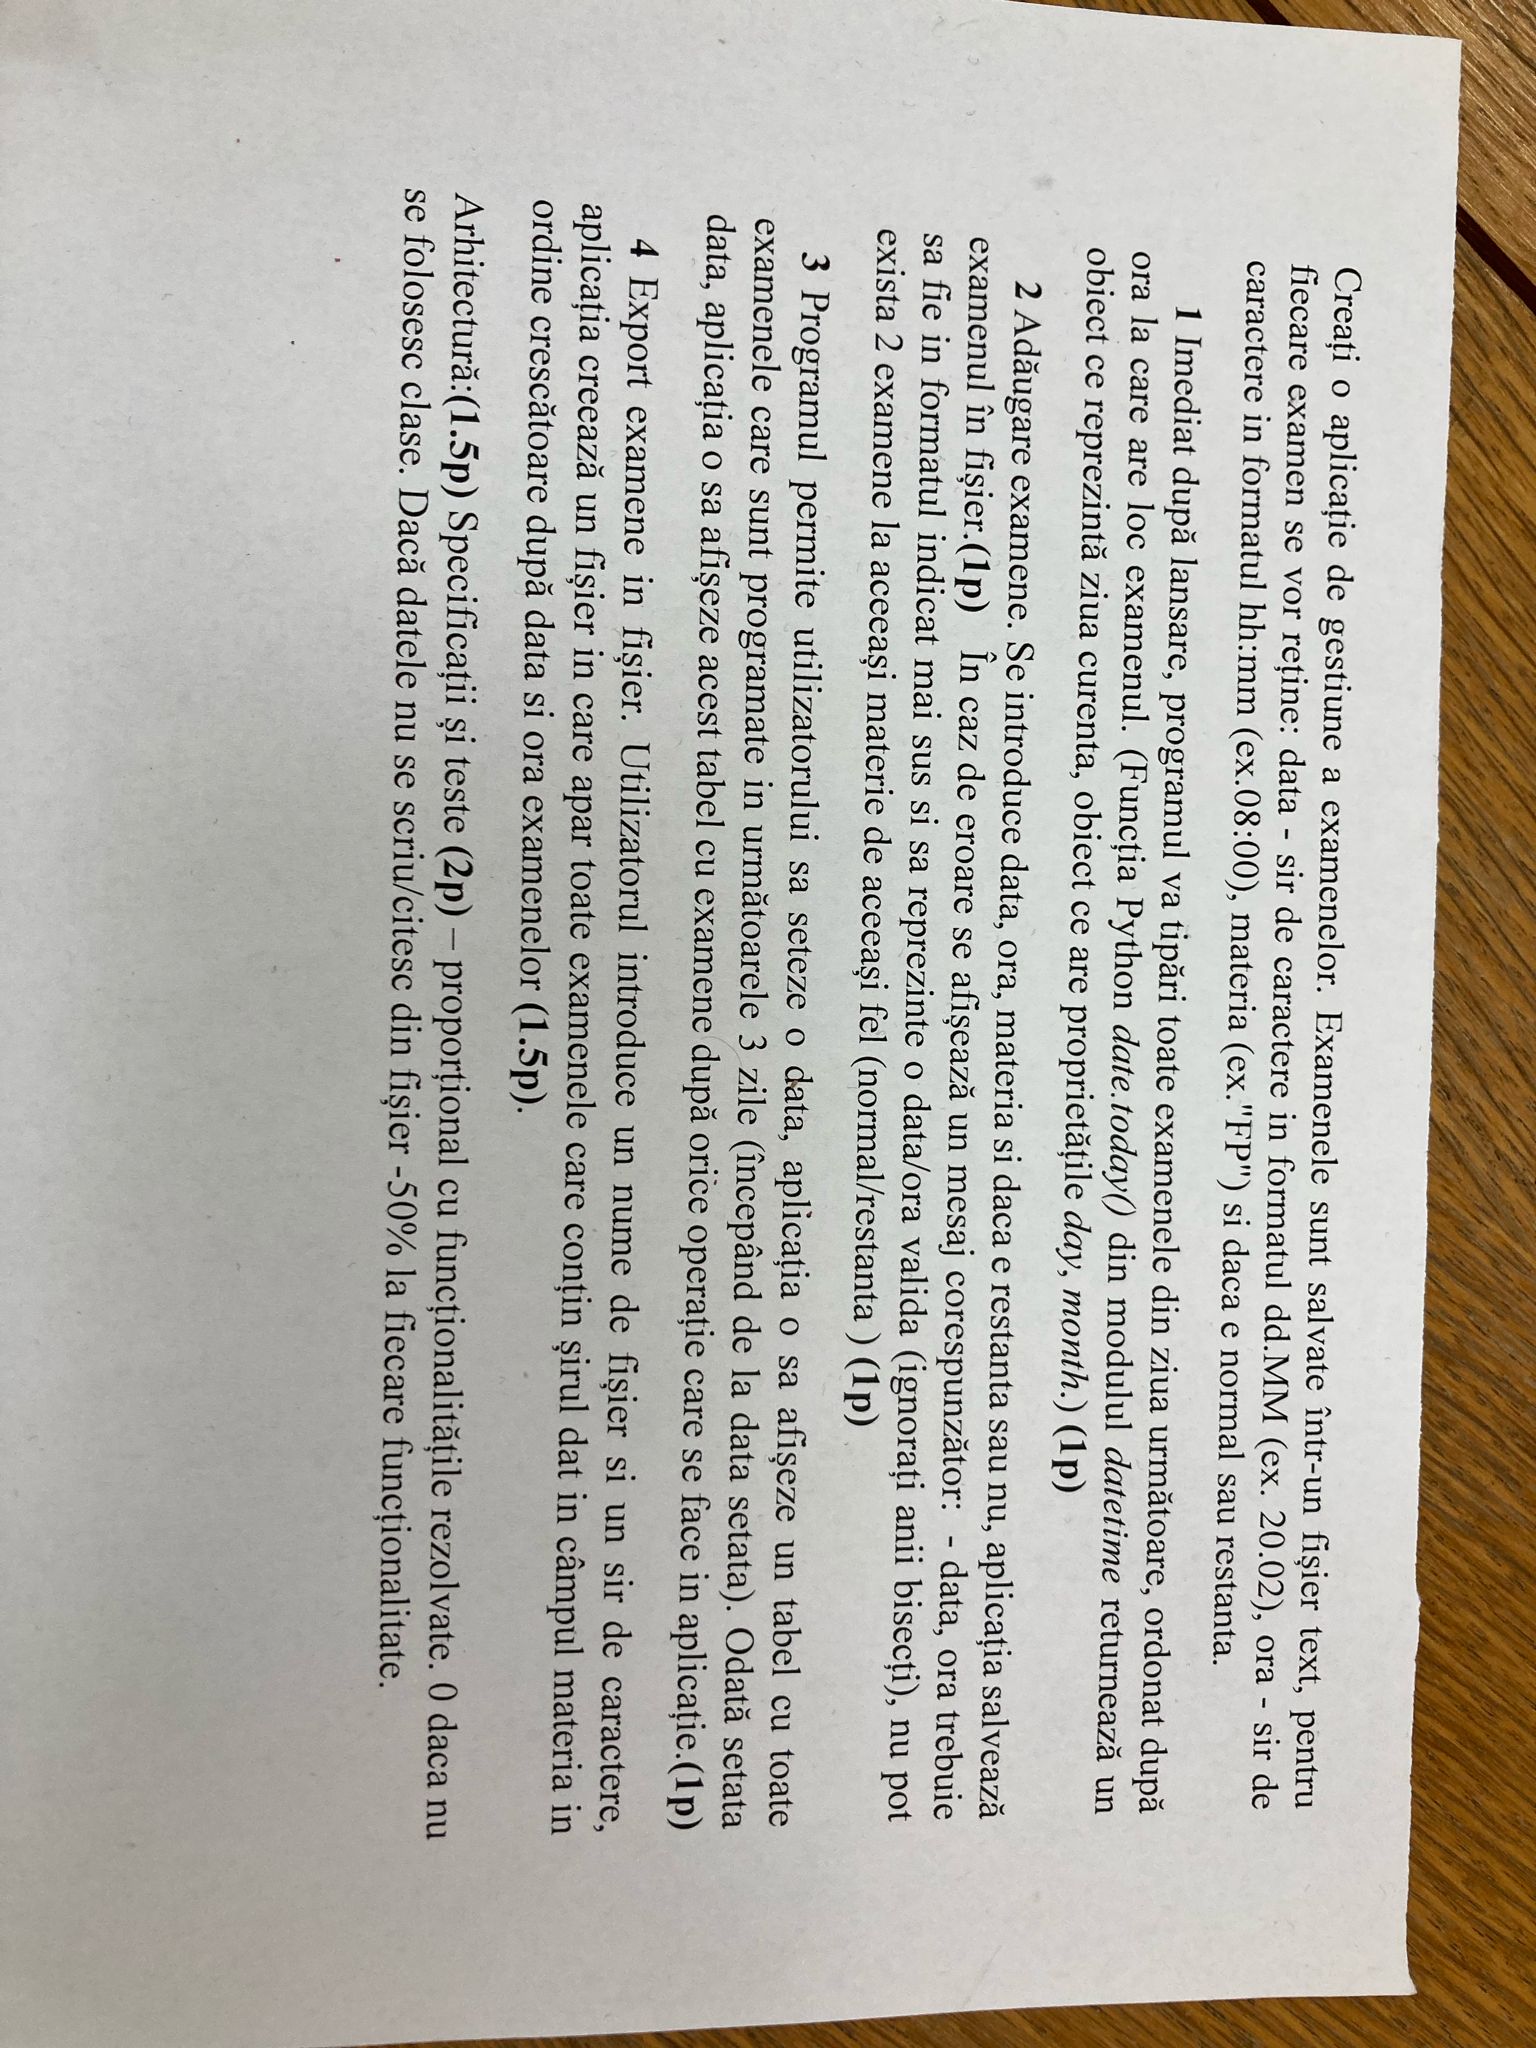 Creați o aplicație de gestiune a examenelor. Examenele sunt salvate într-un fișier text, pentru
fiecare examen se vor reține: data - sir de caractere in formatul dd.MM (ex. 20.02), ora - sir de
caractere in formatul hh:mm (ex.08:00), materia (ex."FP") si daca e normal sau restanta.
1 Imediat după lansare, programul va tipări toate examenele din ziua următoare, ordonat după
ora la care are loc examenul. (Funcția Python date.today() din modulul datetime returnează un
obiect ce reprezintă ziua curenta, obiect ce are proprietățile day, month.) (1p)
2 Adăugare examene. Se introduce data, ora, materia si daca e restanta sau nu, aplicația salvează
examenul în fișier.(1p) În caz de eroare se afișează un mesaj corespunzător: - data, ora trebuie
sa fie in formatul indicat mai sus si sa reprezinte o data/ora valida (ignorați anii bisecți), nu pot
exista 2 examene la aceeași materie de aceeași fel (normal/restanta ) (1p)
3 Programul permite utilizatorului sa seteze o data, aplicația o sa afișeze un tabel cu toate
examenele care sunt programate in următoarele 3 zile (începând de la data setata). Odată setata
data, aplicația o sa afișeze acest tabel cu examene după orice operație care se face in aplicație.(1p)
4 Export examene in fișier. Utilizatorul introduce un nume de fișier si un sir de caractere,
aplicația creează un fișier in care apar toate examenele care conțin șirul dat in câmpul materia in
ordine crescătoare după data si ora examenelor (1.5p).
Arhitectură:(1.5p) Specificații și teste (2p) – proporțional cu funcționalitățile rezolvate. 0 daca nu
se folosesc clase. Dacă datele nu se scriu/citesc din fișier -50% la fiecare funcționalitate.